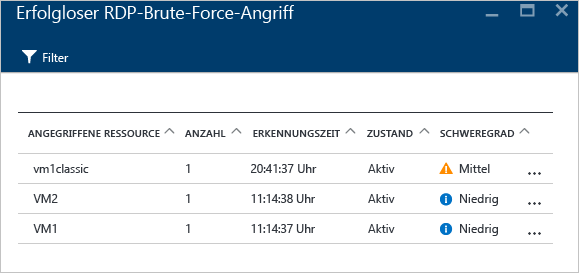 Erfolgloser RDP-Brute-Force-Angriff
Filter
ANGEGRIFFENE RESSOURCE ANZAHL ERKENNUNGSZEIT ZUSTAND SCHWEREGRAD
vm1classic 1 20:41:37 Uhr Aktiv Mittel ...
VM2 1 11:14:38 Uhr Aktiv Niedrig ...
VM1 1 11:14:37 Uhr Aktiv Niedrig ...